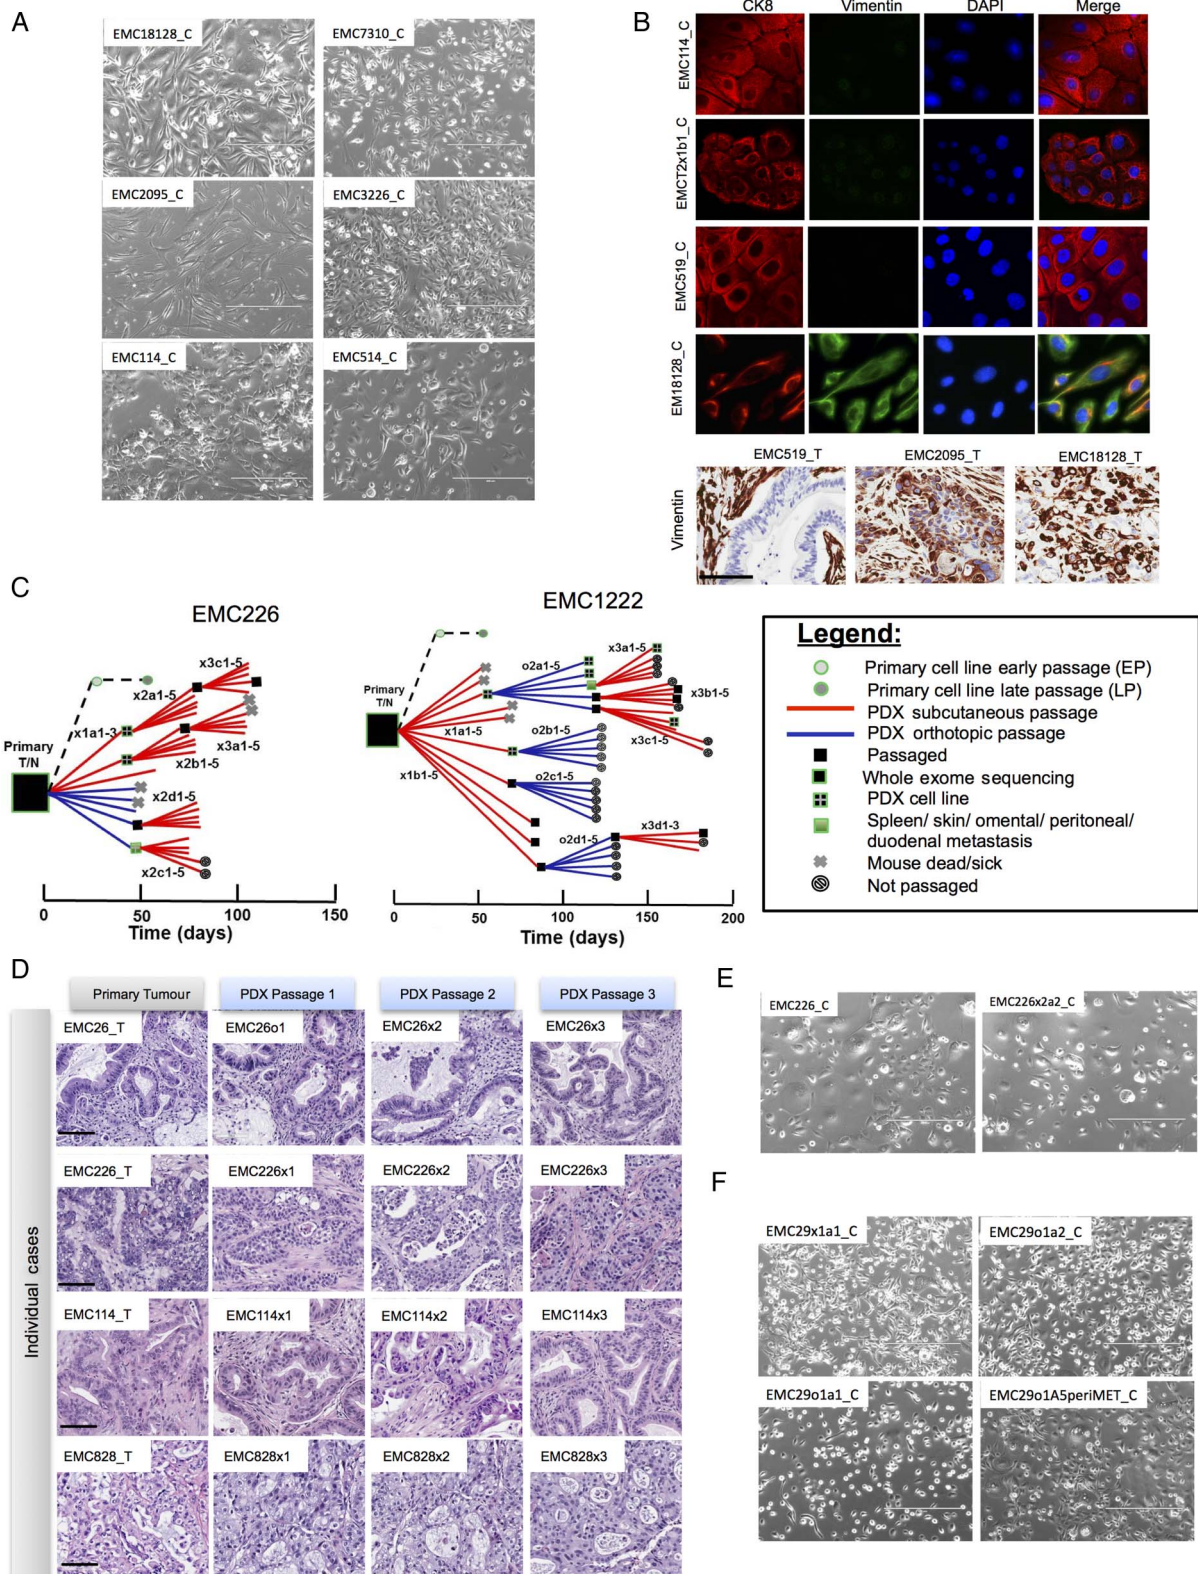 A
EMC18128_C
EMC7310_C
EMC2095_C
EMC3226_C
EMC114_C
EMC514_C
B
CK8
Vimentin
DAPI
Merge
EMC114_C
EMCT2x1b1_C
EMC519_C
EM18128_C
EMC519_T
EMC2095_T
EMC18128_T
Vimentin
C
EMC226
x3c1-5
x2a1-5
x1a1-3
Primary
T/N
x3a1-5
x2b1-5
x2d1-5
x2c1-5
0
50
100
150
Time (days)
EMC1222
x3a1-5
o2a1-5
Primary
T/N
x3b1-5
x1a1-5
o2b1-5
x3c1-5
x1b1-5
o2c1-5
o2d1-5
x3d1-3
0
50
100
150
200
Time (days)
Legend:
Primary cell line early passage (EP)
Primary cell line late passage (LP)
PDX subcutaneous passage
PDX orthotopic passage
Passaged
Whole exome sequencing
PDX cell line
Spleen/ skin/ omental/ peritoneal/
duodenal metastasis
Mouse dead/sick
Not passaged
D
Primary Tumour
PDX Passage 1
PDX Passage 2
PDX Passage 3
Individual cases
EMC26_T
EMC26o1
EMC26x2
EMC26x3
EMC226_T
EMC226x1
EMC226x2
EMC226x3
EMC114_T
EMC114x1
EMC114x2
EMC114x3
EMC828_T
EMC828x1
EMC828x2
EMC828x3
E
EMC226_C
EMC226x2a2_C
F
EMC29x1a1_C
EMC29o1a2_C
EMC29o1a1_C
EMC29o1A5periMET_C